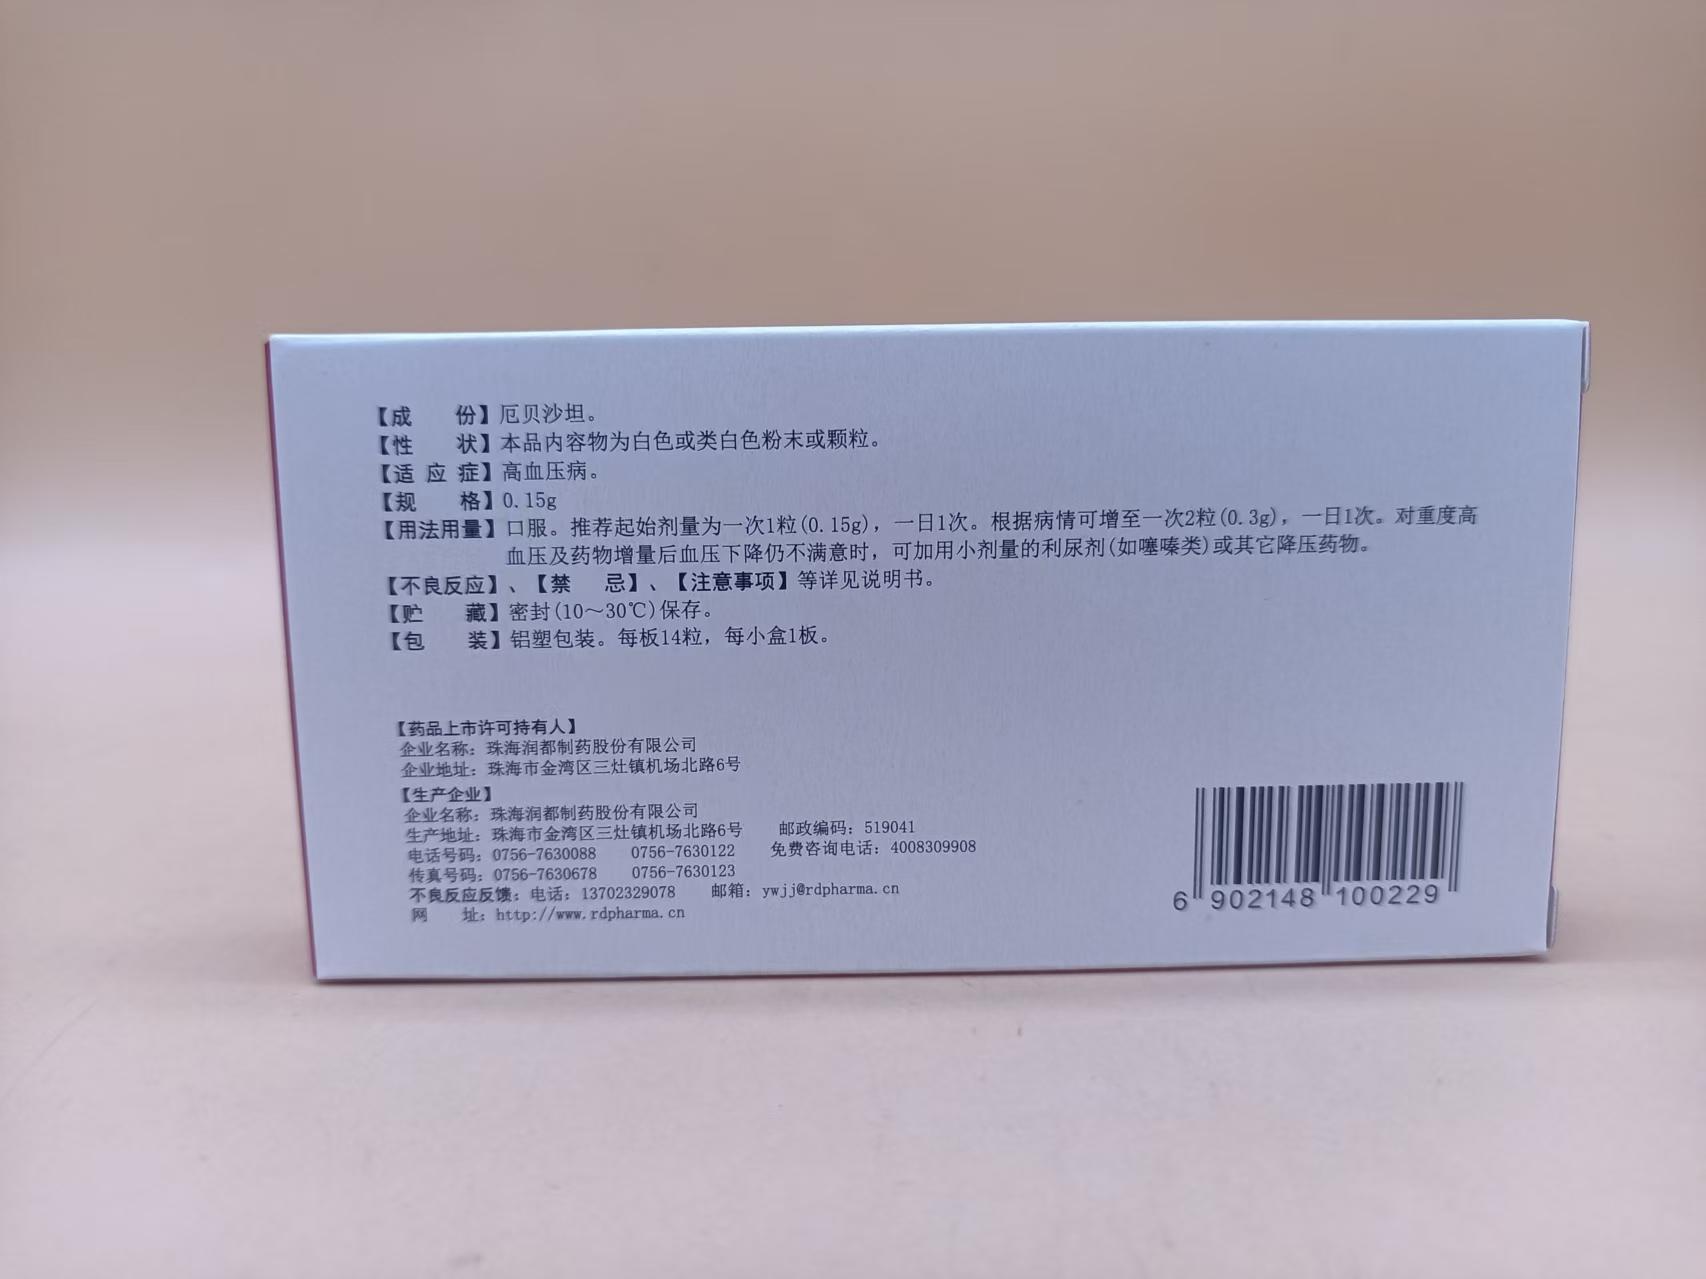 【成　　份】厄贝沙坦。
【性　　状】本品内容物为白色或类白色粉末或颗粒。
【适 应 症】高血压病。
【规　　格】0.15g
【用法用量】口服。推荐起始剂量为一次1粒(0.15g)，一日1次。根据病情可增至一次2粒(0.3g)，一日1次。对重度高
血压及药物增量后血压下降仍不满意时，可加用小剂量的利尿剂(如噻嗪类)或其它降压药物。
【不良反应】、【禁　　忌】、【注意事项】等详见说明书。
【贮　　藏】密封(10～30℃)保存。
【包　　装】铝塑包装。每板14粒，每小盒1板。
【药品上市许可持有人】
企业名称：珠海润都制药股份有限公司
企业地址：珠海市金湾区三灶镇机场北路6号
【生产企业】
企业名称：珠海润都制药股份有限公司
生产地址：珠海市金湾区三灶镇机场北路6号　　邮政编码：519041
电话号码：0756-7630088　　0756-7630122　　免费咨询电话：4008309908
传真号码：0756-7630678　　0756-7630123
不良反应反馈：电话：13702329078　　邮箱：ywjj@rdpharma.cn
网　　址：http://www.rdpharma.cn
6 902148 100229